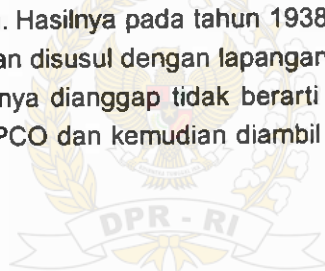 . Hasilnya pada tahun 1938
an disusul dengan lapangan
nya dianggap tidak berarti
PCO dan kemudian diambil
DPR - RI